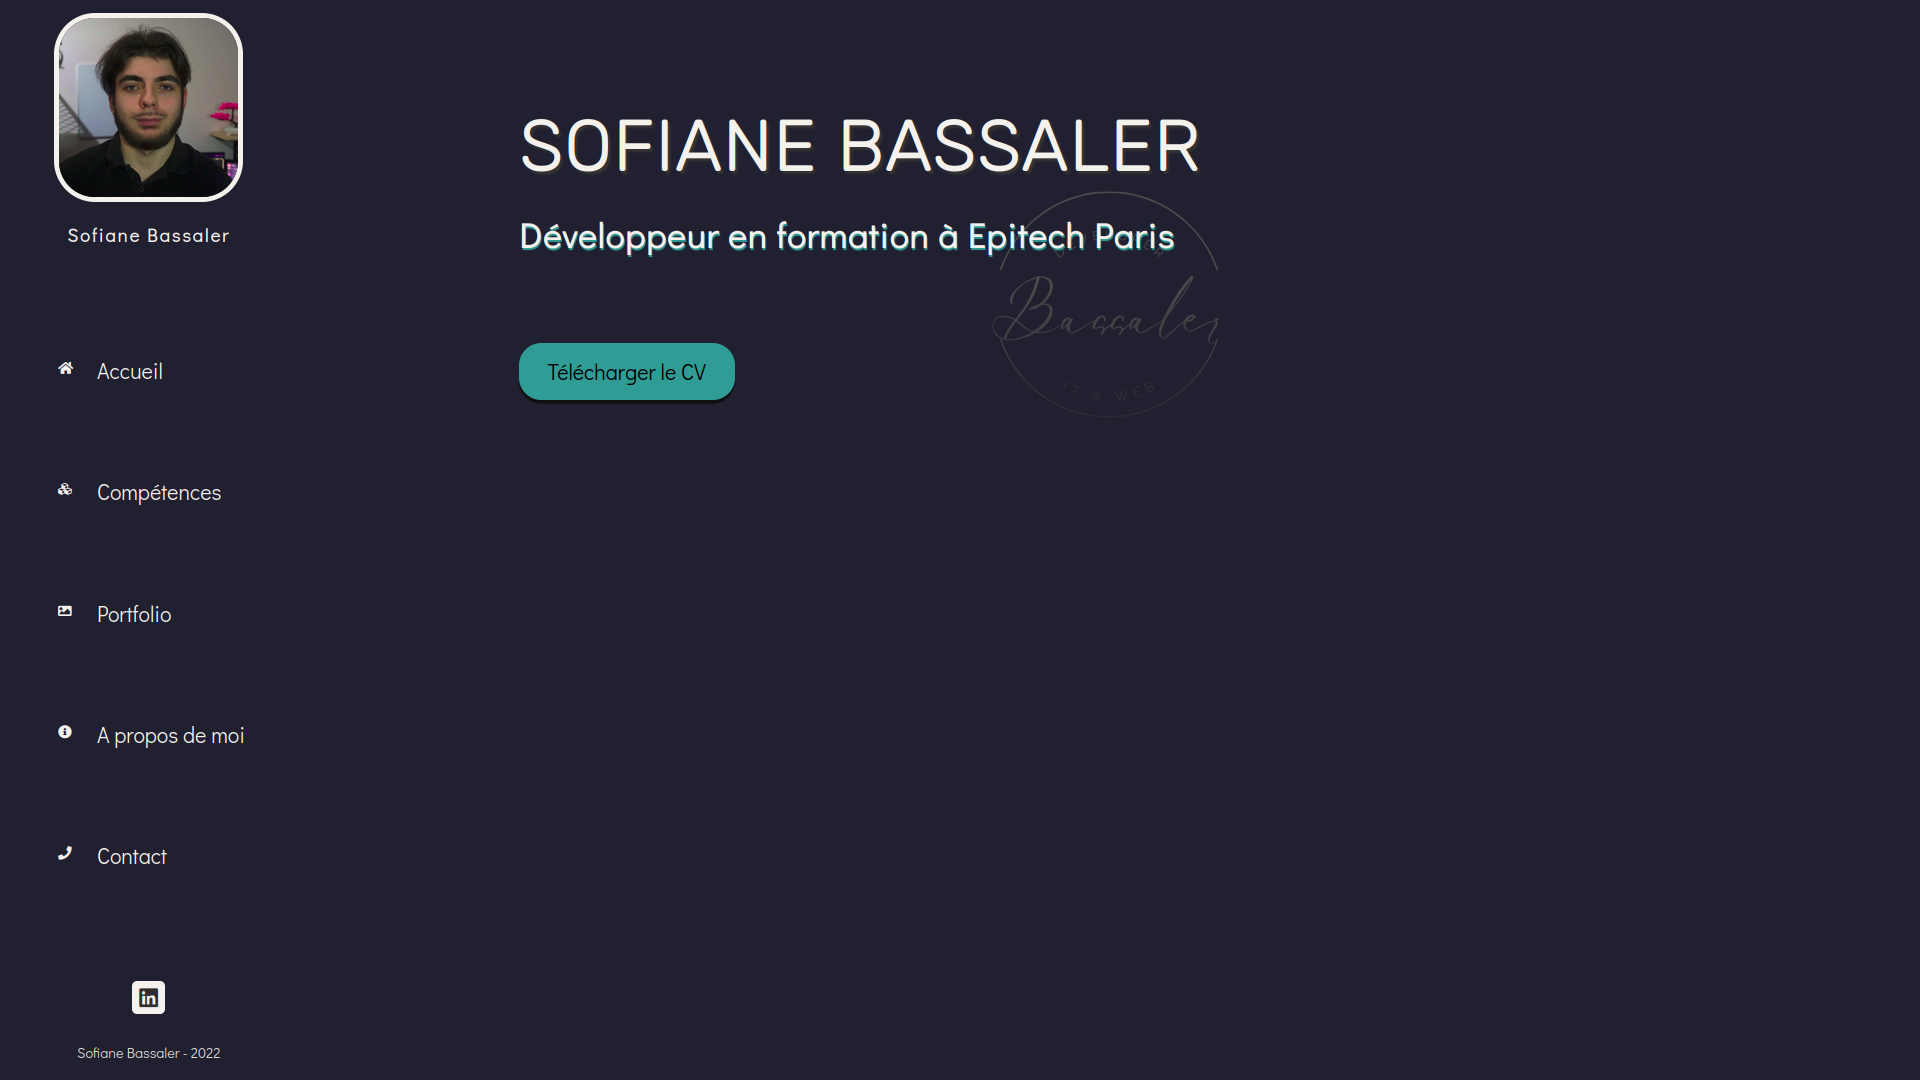 Sofiane Bassaler
Accueil
Compétences
Portfolio
A propos de moi
Contact
Sofiane Bassaler - 2022
SOFIANE BASSALER
Développeur en formation à Epitech Paris
Télécharger le CV
Bassaler
IT & WEB